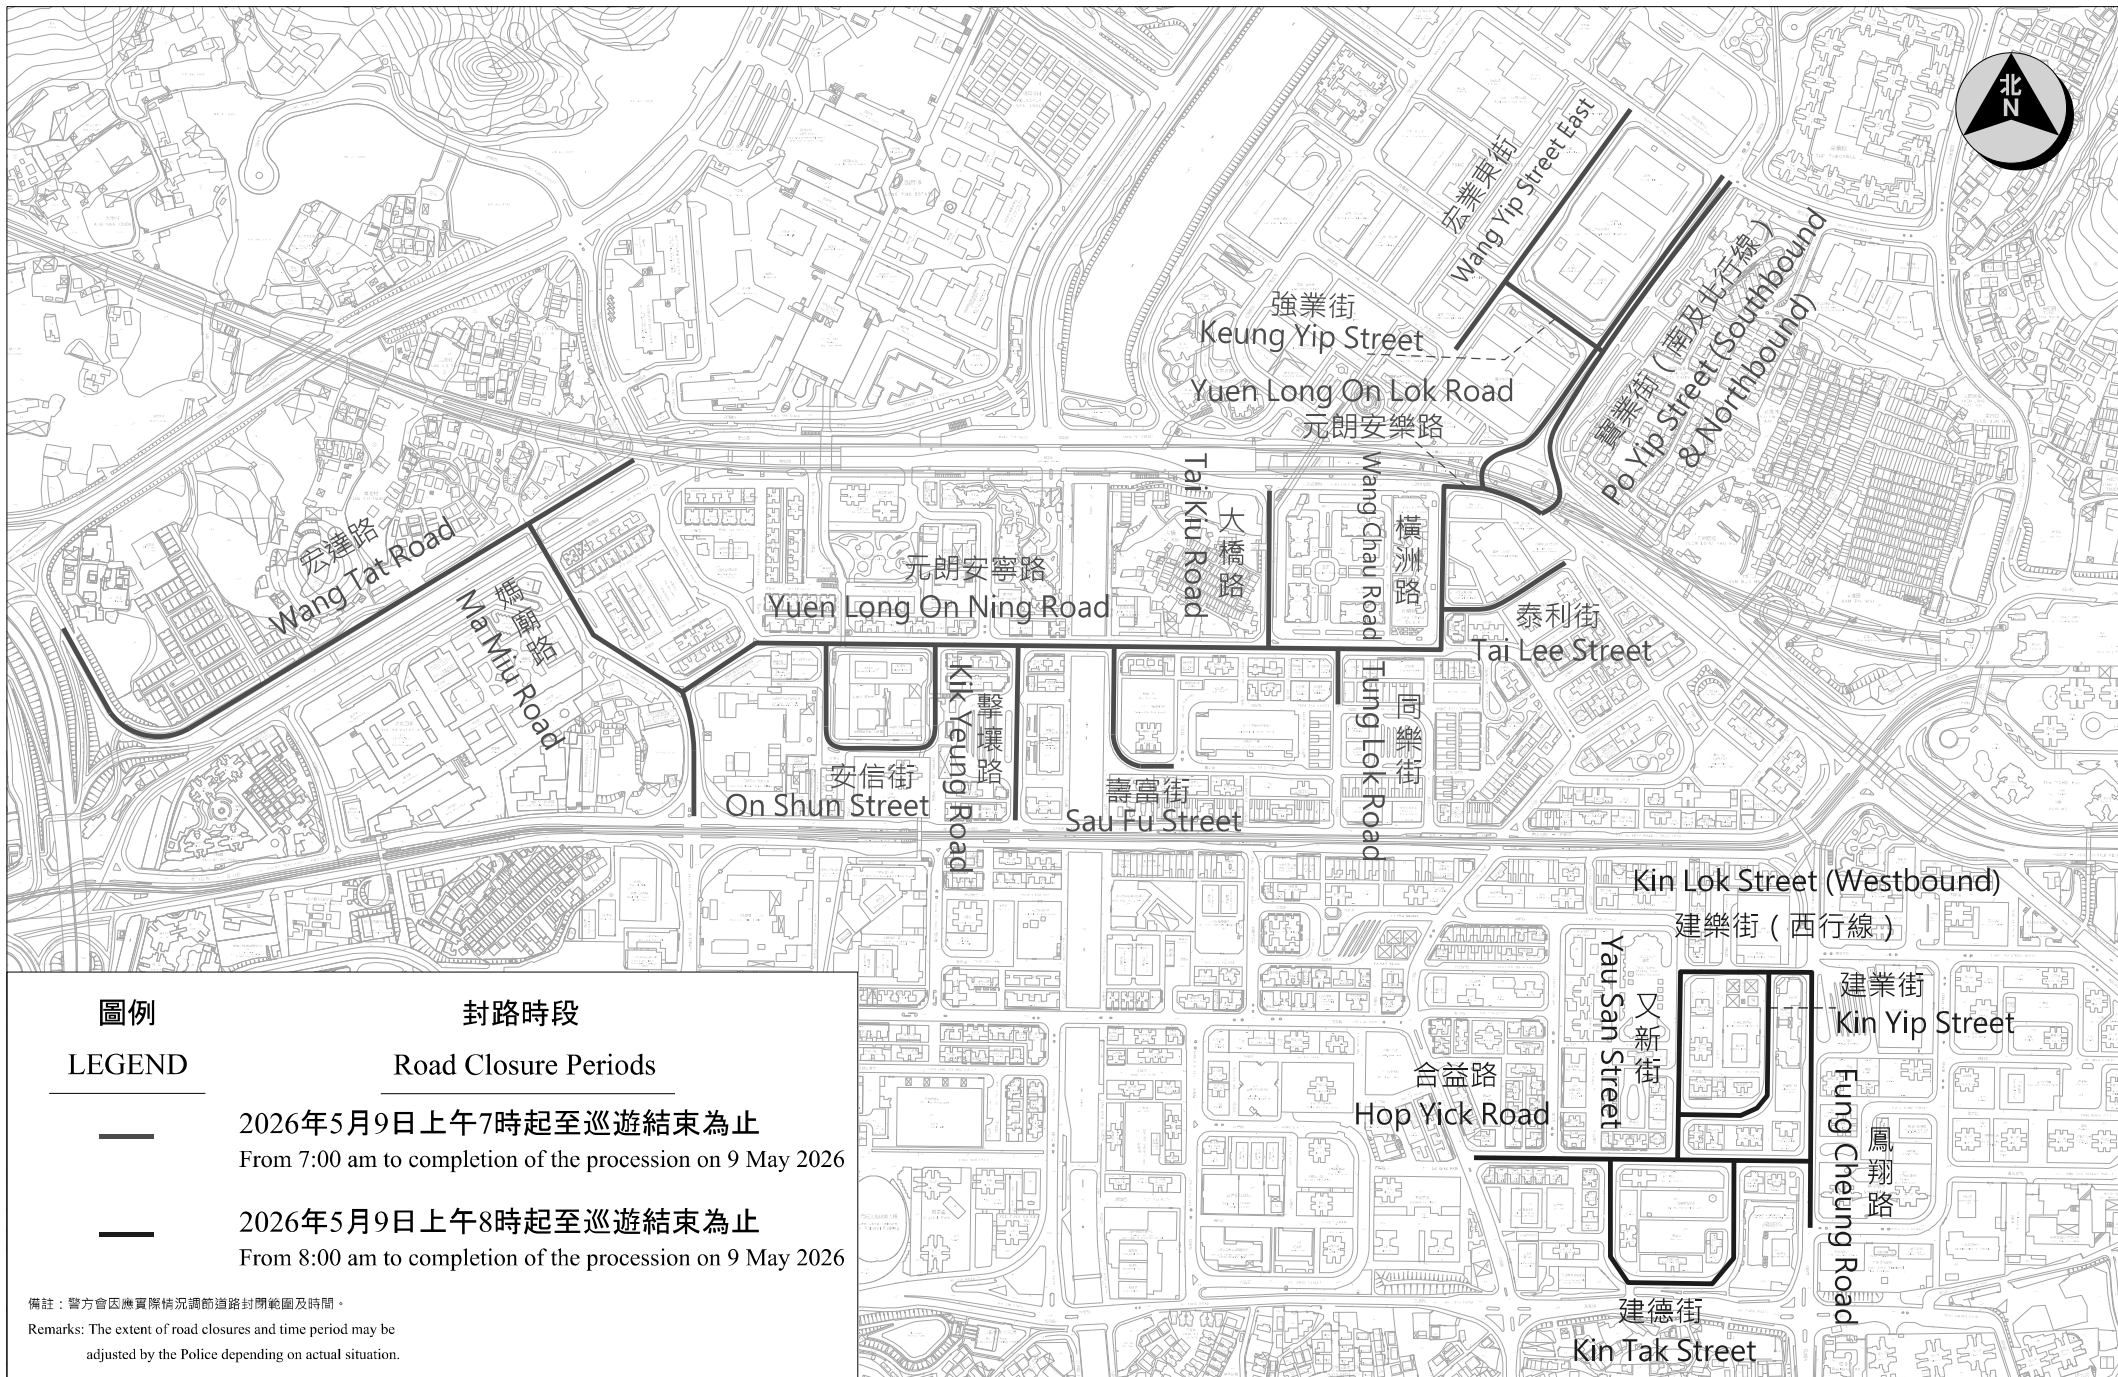 北
N
宏業東街
Wang Yip Street East
強業街
Keung Yip Street
Yuen Long On Lok Road
元朗安樂路
寶業街（南及北行線）
Po Yip Street (Southbound
& Northbound)
宏達路
Wang Tat Road
媽廟路
Ma Miu Road
元朗安寧路
Yuen Long On Ning Road
Tai Kiu Road
大橋路
Wang Chau Road
橫洲路
泰利街
Tai Lee Street
安信街
On Shun Street
Kik Yeung Road
擊壤路
壽富街
Sau Fu Street
Tung Lok Road
同樂街
Kin Lok Street (Westbound)
建樂街（西行線）
Yau San Street
又新街
建業街
Kin Yip Street
合益路
Hop Yick Road
Fung Cheung Road
鳳翔路
建德街
Kin Tak Street
圖例
LEGEND
封路時段
Road Closure Periods
2026年5月9日上午7時起至巡遊結束為止
From 7:00 am to completion of the procession on 9 May 2026
2026年5月9日上午8時起至巡遊結束為止
From 8:00 am to completion of the procession on 9 May 2026
備註：警方會因應實際情況調節道路封閉範圍及時間。
Remarks: The extent of road closures and time period may be
adjusted by the Police depending on actual situation.